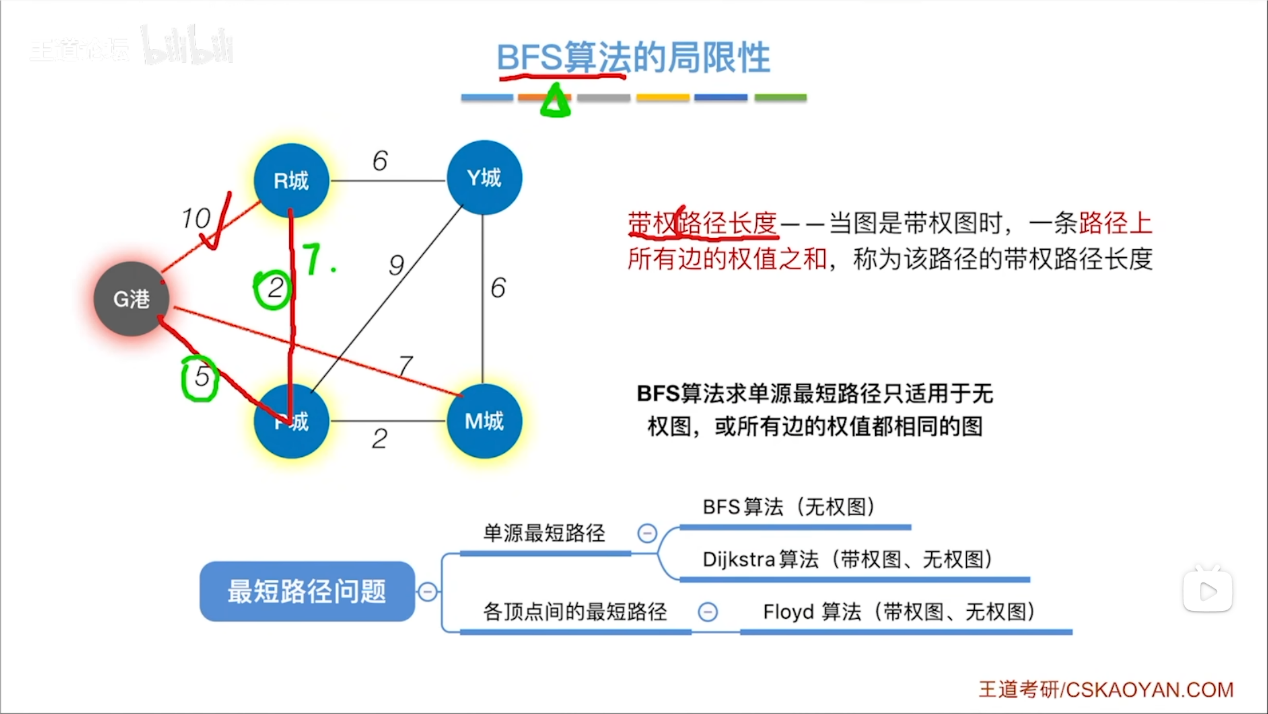 王道论坛 bilibili
BFS算法的局限性
R城
6
Y城
10
7.
2
9
6
G港
5
7
城
2
M城
带权路径长度——当图是带权图时，一条路径上
所有边的权值之和，称为该路径的带权路径长度
BFS算法求单源最短路径只适用于无
权图，或所有边的权值都相同的图
最短路径问题
单源最短路径
BFS算法（无权图）
Dijkstra算法（带权图、无权图）
各顶点间的最短路径
Floyd 算法（带权图、无权图）
王道考研/CSKAOYAN.COM